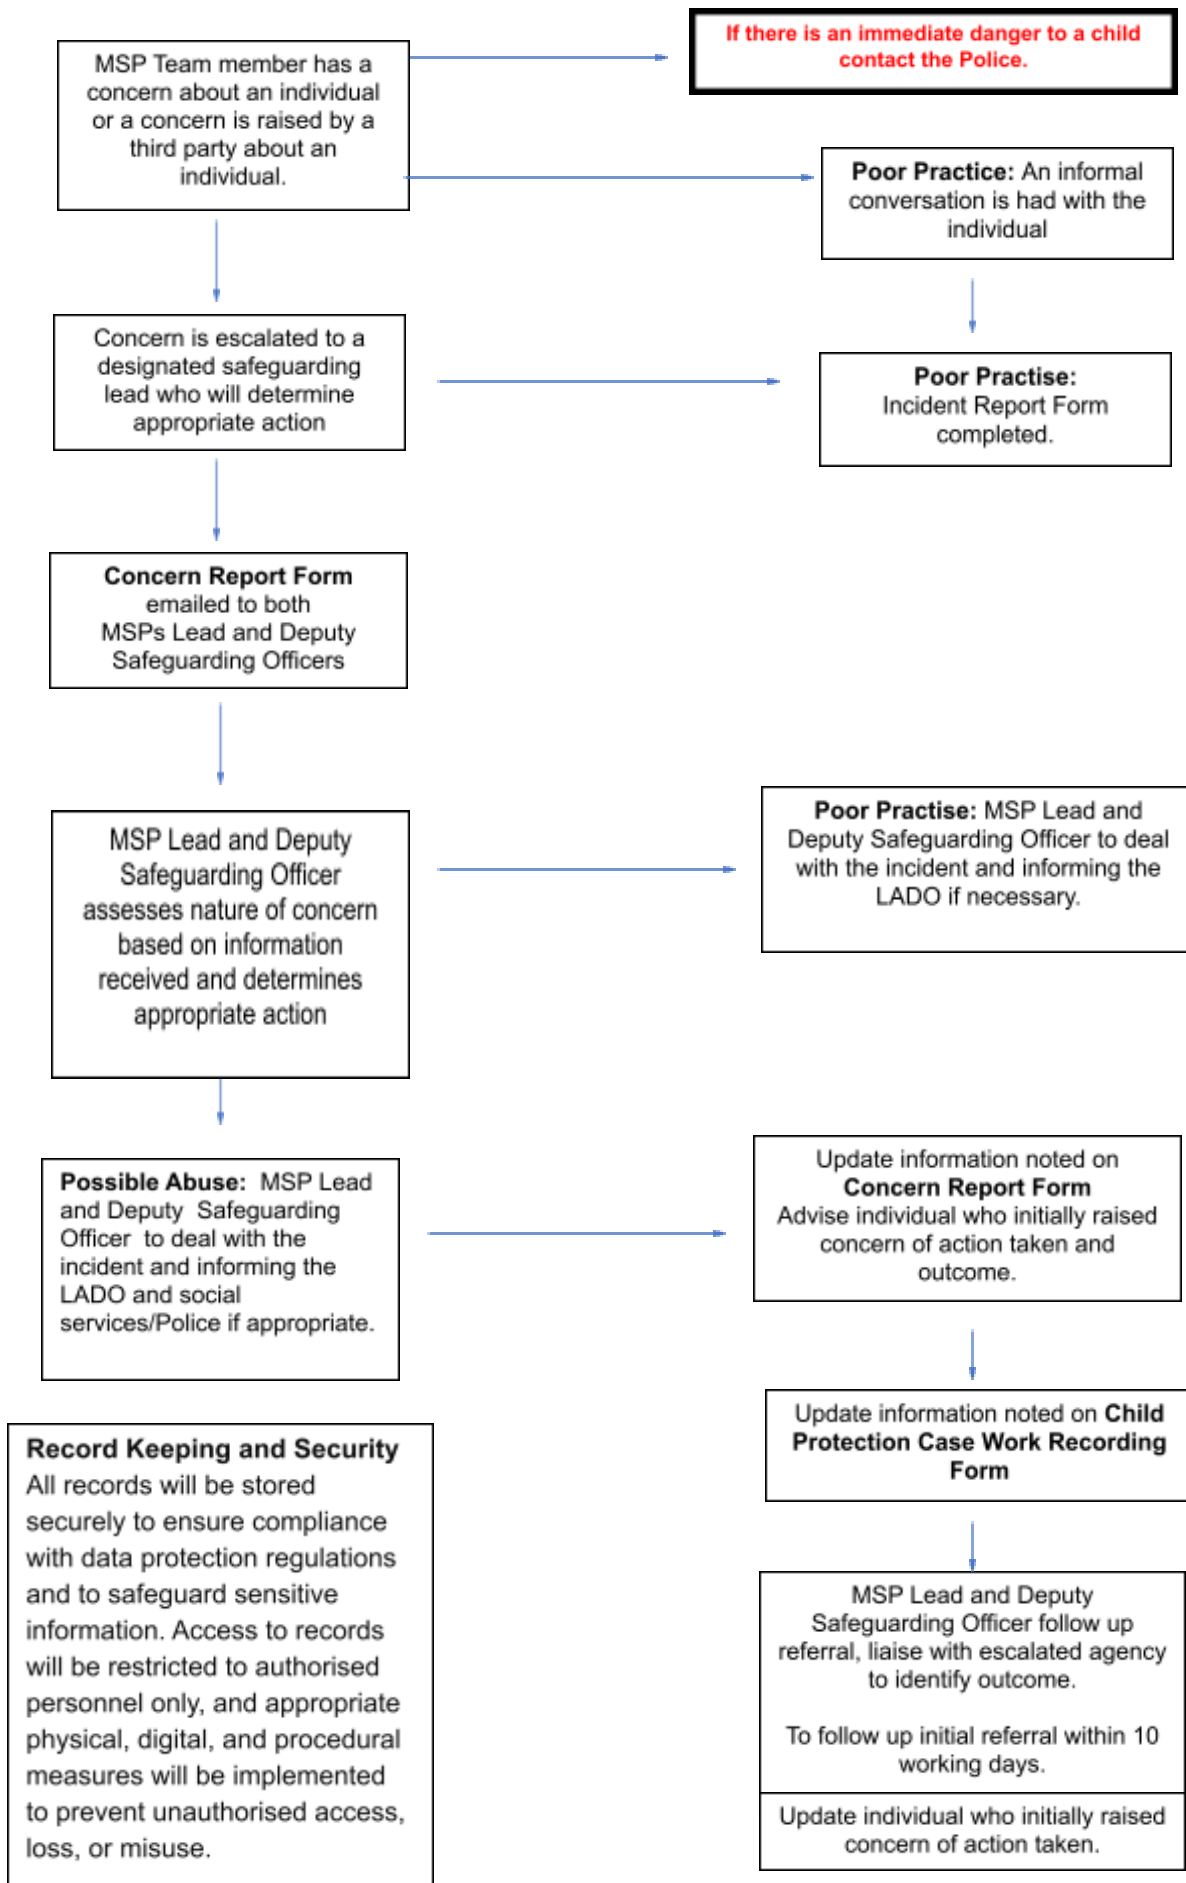 If there is an immediate danger to a child
contact the Police.
MSP Team member has a
concern about an individual
or a concern is raised by a
third party about an
individual.
Poor Practice: An informal
conversation is had with the
individual
Concern is escalated to a
designated safeguarding
lead who will determine
appropriate action
Poor Practise:
Incident Report Form
completed.
Concern Report Form
emailed to both
MSPs Lead and Deputy
Safeguarding Officers
MSP Lead and Deputy
Safeguarding Officer
assesses nature of concern
based on information
received and determines
appropriate action
Poor Practise: MSP Lead and
Deputy Safeguarding Officer to deal
with the incident and informing the
LADO if necessary.
Possible Abuse: MSP Lead
and Deputy Safeguarding
Officer to deal with the
incident and informing the
LADO and social
services/Police if appropriate.
Update information noted on
Concern Report Form
Advise individual who initially raised
concern of action taken and
outcome.
Update information noted on Child
Protection Case Work Recording
Form
Record Keeping and Security
All records will be stored
securely to ensure compliance
with data protection regulations
and to safeguard sensitive
information. Access to records
will be restricted to authorised
personnel only, and appropriate
physical, digital, and procedural
measures will be implemented
to prevent unauthorised access,
loss, or misuse.
MSP Lead and Deputy
Safeguarding Officer follow up
referral, liaise with escalated agency
to identify outcome.
To follow up initial referral within 10
working days.
Update individual who initially raised
concern of action taken.